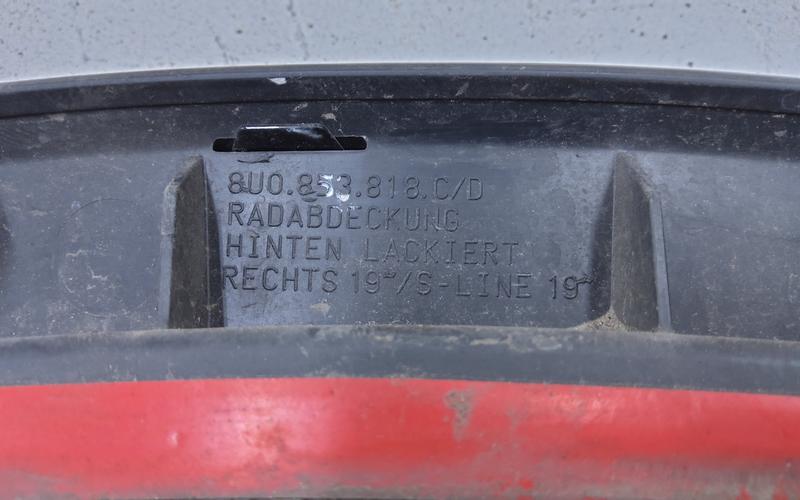 8U0.853.818.C/D
RADABDECKUNG
HINTEN LACKIERT
RECHTS 19"/S-LINE 19"